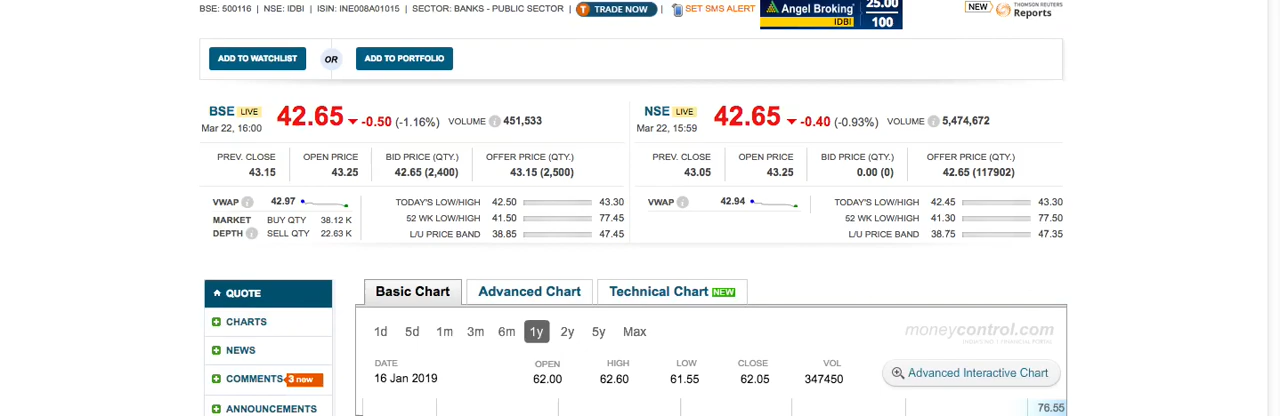 BSE: 500116 | NSE: IDBI | ISIN: INE008A01015 | SECTOR: BANKS - PUBLIC SECTOR | T TRADE NOW | SET SMS ALERT
Angel Broking 25.00
IDBI 100
NEW THOMSON REUTERS
Reports
ADD TO WATCHLIST OR ADD TO PORTFOLIO
BSE LIVE 42.65 -0.50 (-1.16%) VOLUME i 451,533
Mar 22, 16:00
PREV. CLOSE OPEN PRICE BID PRICE (QTY.) OFFER PRICE (QTY.)
43.15 43.25 42.65 (2,400) 43.15 (2,500)
VWAP i 42.97 TODAY'S LOW/HIGH 42.50 43.30
MARKET BUY QTY 38.12 K 52 WK LOW/HIGH 41.50 77.45
DEPTH i SELL QTY 22.63 K L/U PRICE BAND 38.85 47.45
NSE LIVE 42.65 -0.40 (-0.93%) VOLUME i 5,474,672
Mar 22, 15:59
PREV. CLOSE OPEN PRICE BID PRICE (QTY.) OFFER PRICE (QTY.)
43.05 43.25 0.00 (0) 42.65 (117902)
VWAP i 42.94 TODAY'S LOW/HIGH 42.45 43.30
52 WK LOW/HIGH 41.30 77.50
L/U PRICE BAND 38.75 47.35
QUOTE
CHARTS
NEWS
COMMENTS 3 new
ANNOUNCEMENTS
Basic Chart Advanced Chart Technical Chart NEW
1d 5d 1m 3m 6m 1y 2y 5y Max
moneycontrol.com
INDIA'S NO. 1 FINANCIAL PORTAL
DATE OPEN HIGH LOW CLOSE VOL
16 Jan 2019 62.00 62.60 61.55 62.05 347450
Advanced Interactive Chart
76.55